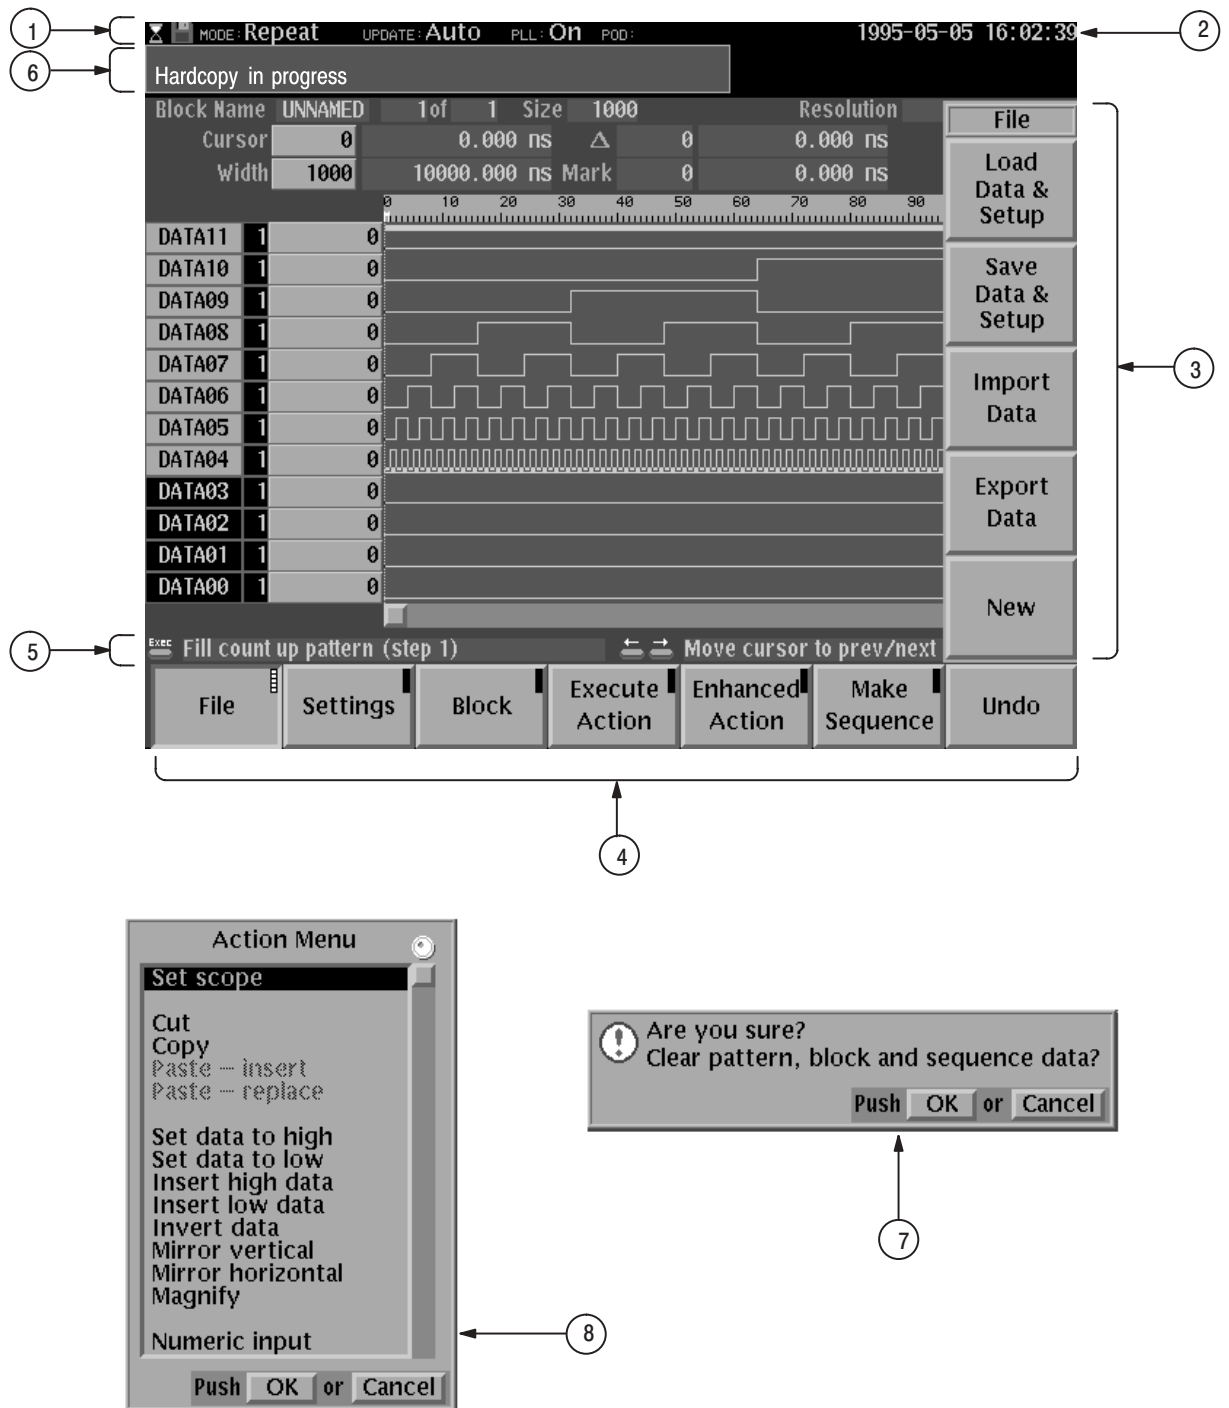 1
MODE: Repeat UPDATE: Auto PLL: On POD: 1995-05-05 16:02:39
2
6
Hardcopy in progress
Block Name UNNAMED 1 of 1 Size 1000 Resolution
Cursor 0 0.000 ns Δ 0 0.000 ns
Width 1000 10000.000 ns Mark 0 0.000 ns
0 10 20 30 40 50 60 70 80 90
DATA11 1 0
DATA10 1 0
DATA09 1 0
DATA08 1 0
DATA07 1 0
DATA06 1 0
DATA05 1 0
DATA04 1 0
DATA03 1 0
DATA02 1 0
DATA01 1 0
DATA00 1 0
File
Load
Data &
Setup
Save
Data &
Setup
Import
Data
Export
Data
New
3
5
Exec Fill count up pattern (step 1) ← → Move cursor to prev/next
File
Settings
Block
Execute
Action
Enhanced
Action
Make
Sequence
Undo
4
Action Menu
Set scope
Cut
Copy
Paste – insert
Paste – replace
Set data to high
Set data to low
Insert high data
Insert low data
Invert data
Mirror vertical
Mirror horizontal
Magnify
Numeric input
Push OK or Cancel
8
Are you sure?
Clear pattern, block and sequence data?
Push OK or Cancel
7